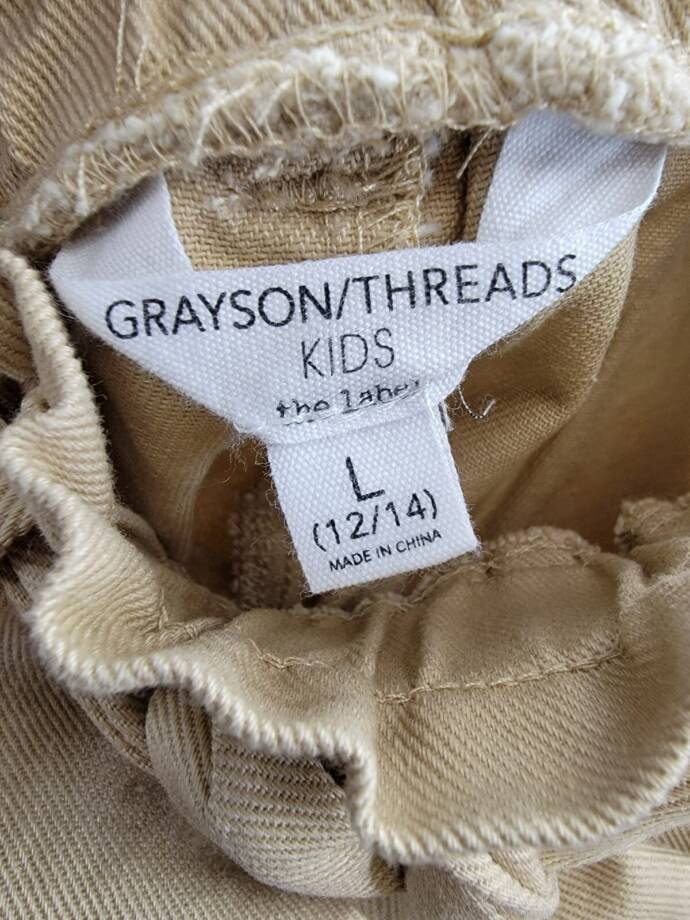 GRAYSON/THREADS
KIDS
the label
L
(12/14)
MADE IN CHINA